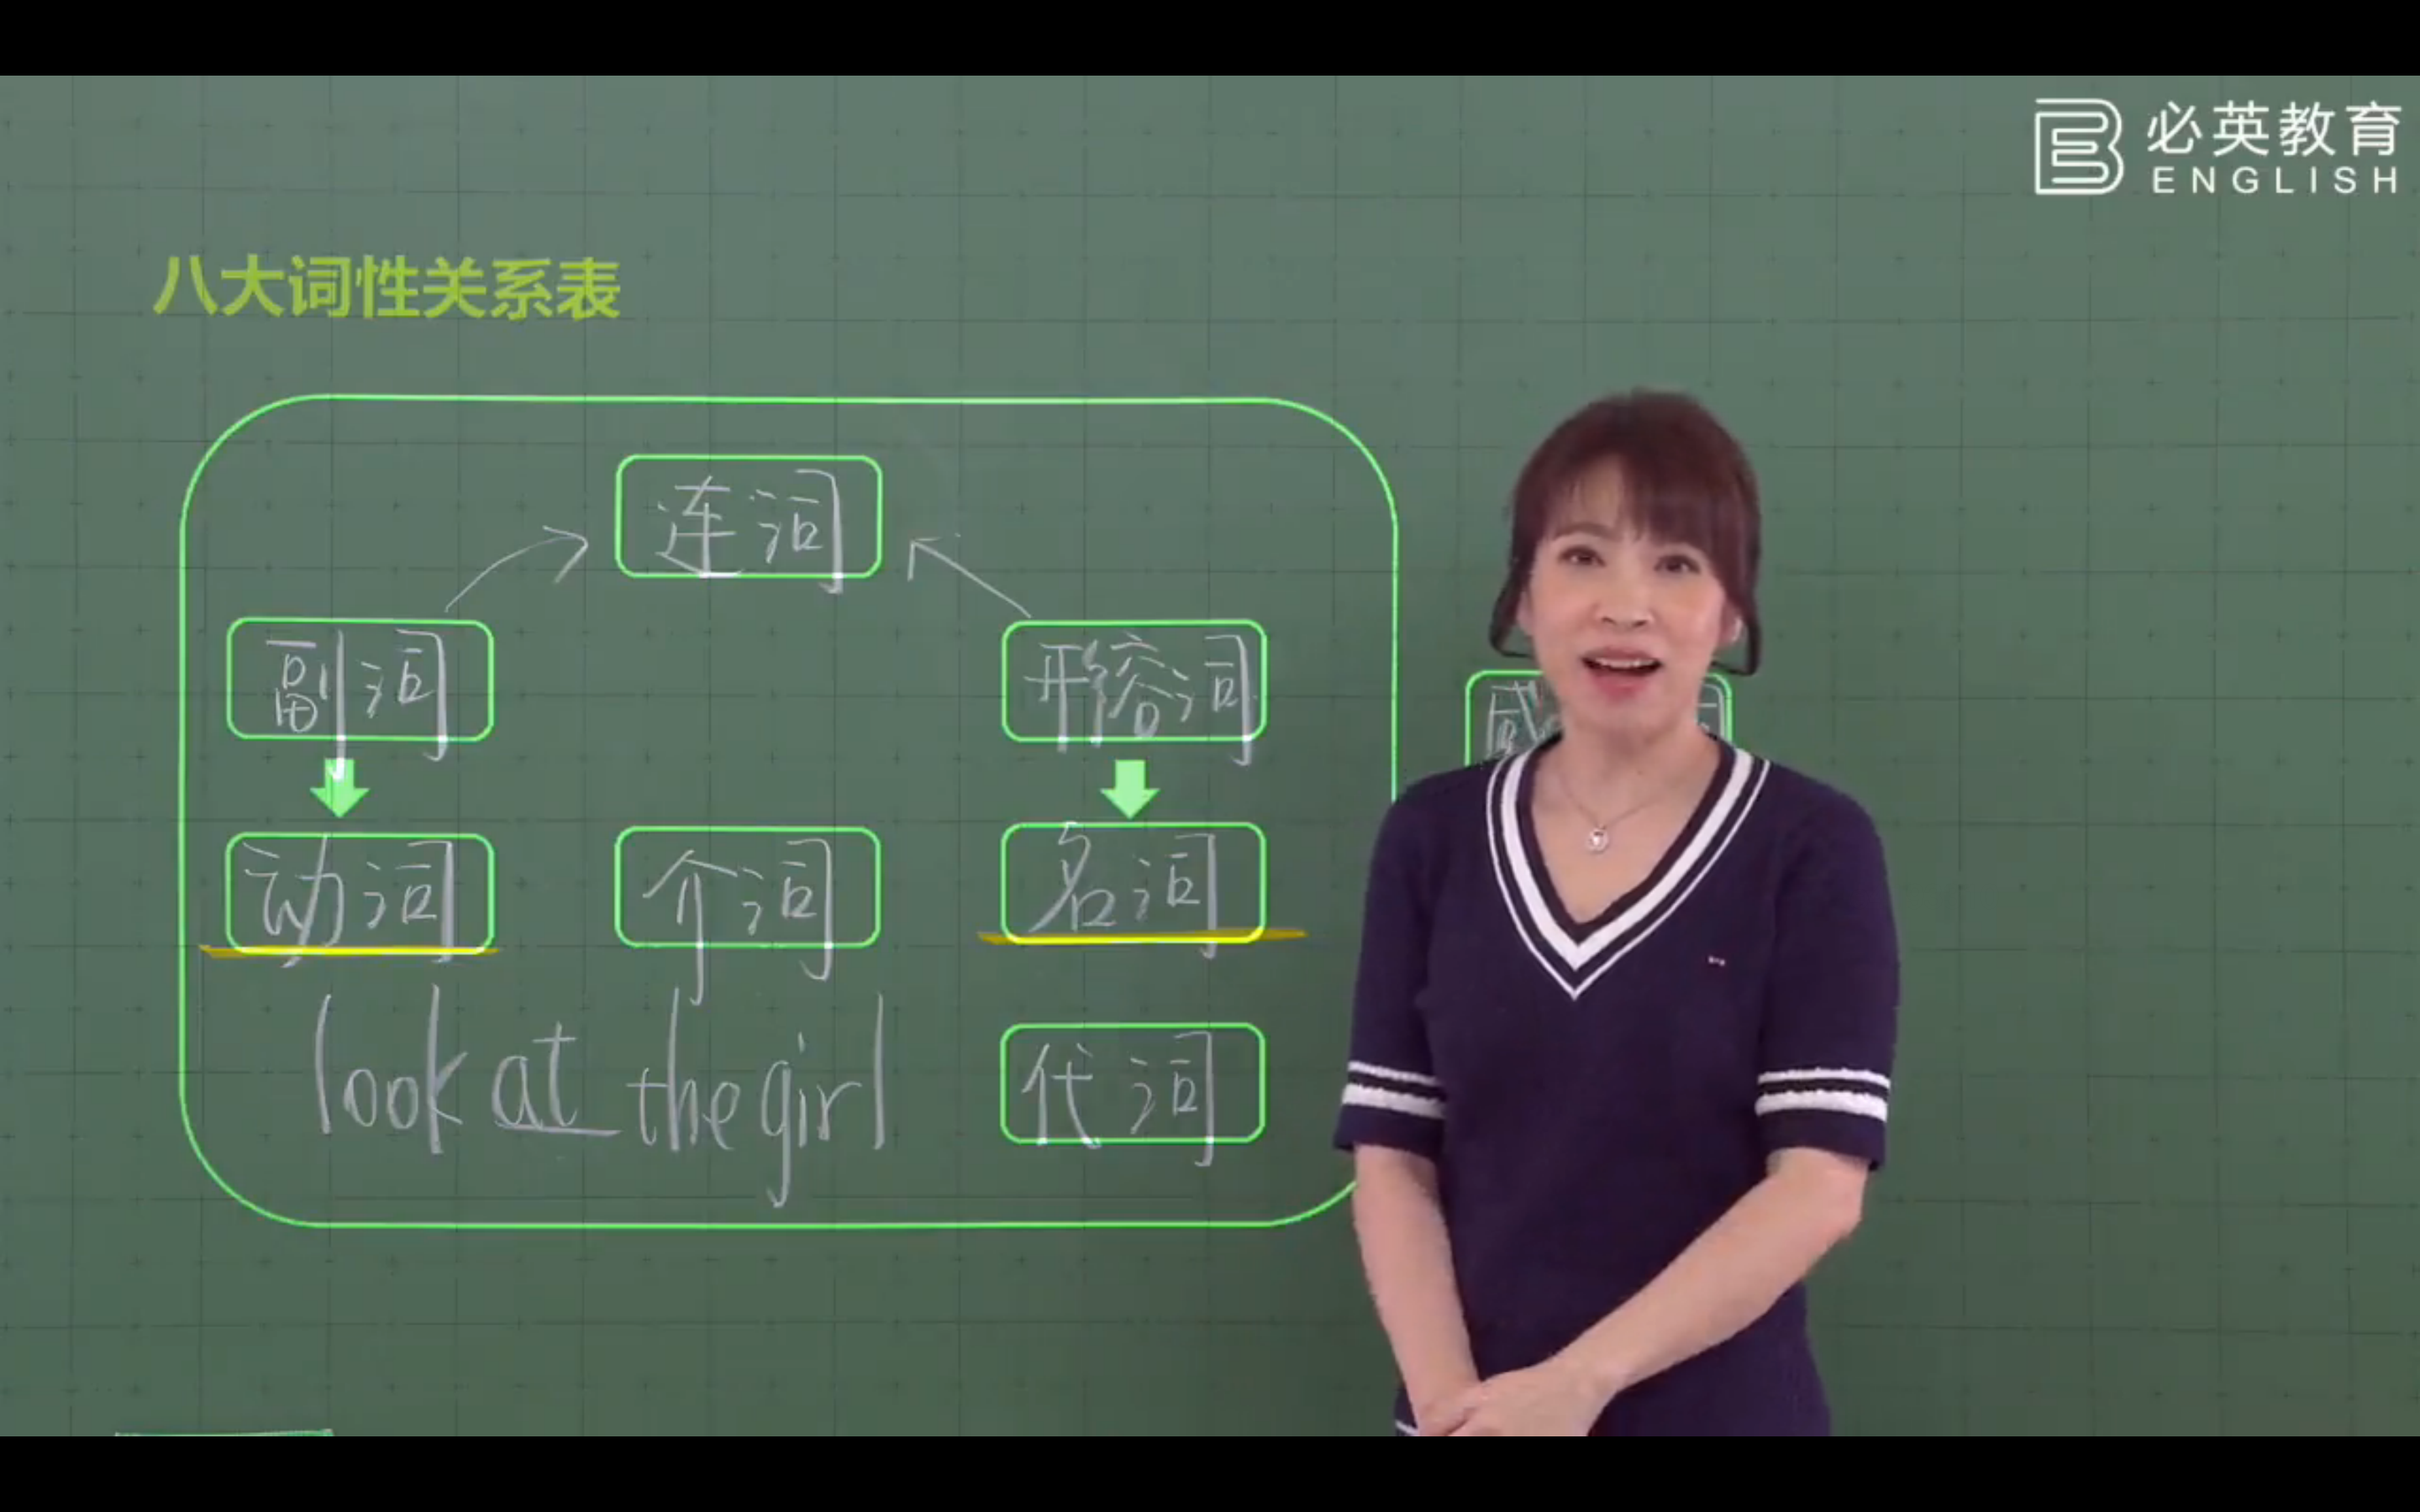 必英教育
ENGLISH
八大词性关系表
连词
副词
形容词
动词
介词
名词
look at the girl
代词